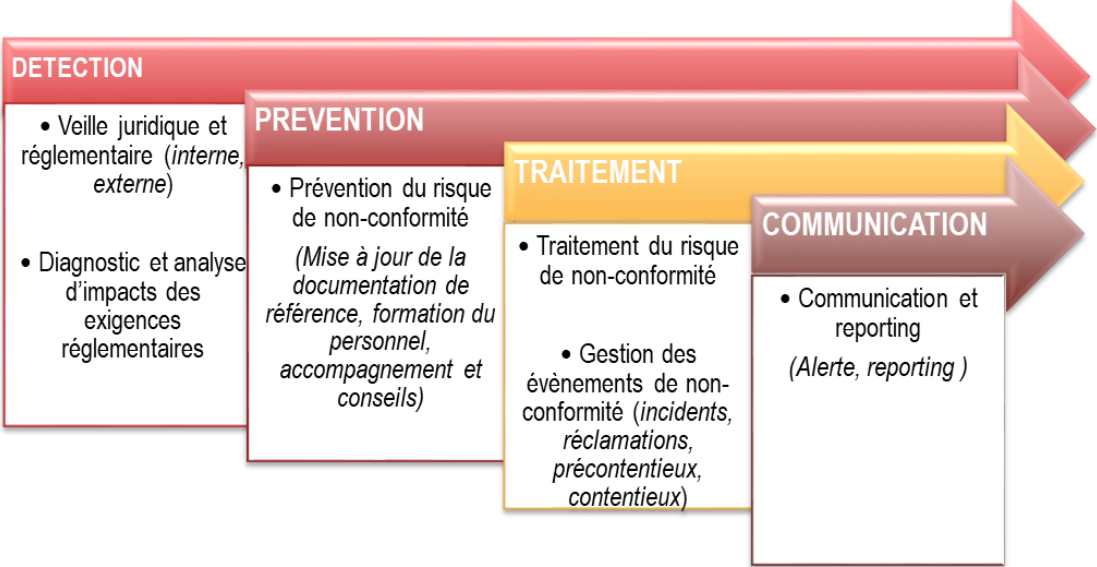 DETECTION
• Veille juridique et
réglementaire (interne,
externe)
• Diagnostic et analyse
d’impacts des
exigences
réglementaires
PREVENTION
• Prévention du risque
de non-conformité
(Mise à jour de la
documentation de
référence, formation du
personnel,
accompagnement et
conseils)
TRAITEMENT
• Traitement du risque
de non-conformité
• Gestion des
évènements de non-
conformité (incidents,
réclamations,
précontentieux,
contentieux)
COMMUNICATION
• Communication et
reporting
(Alerte, reporting )